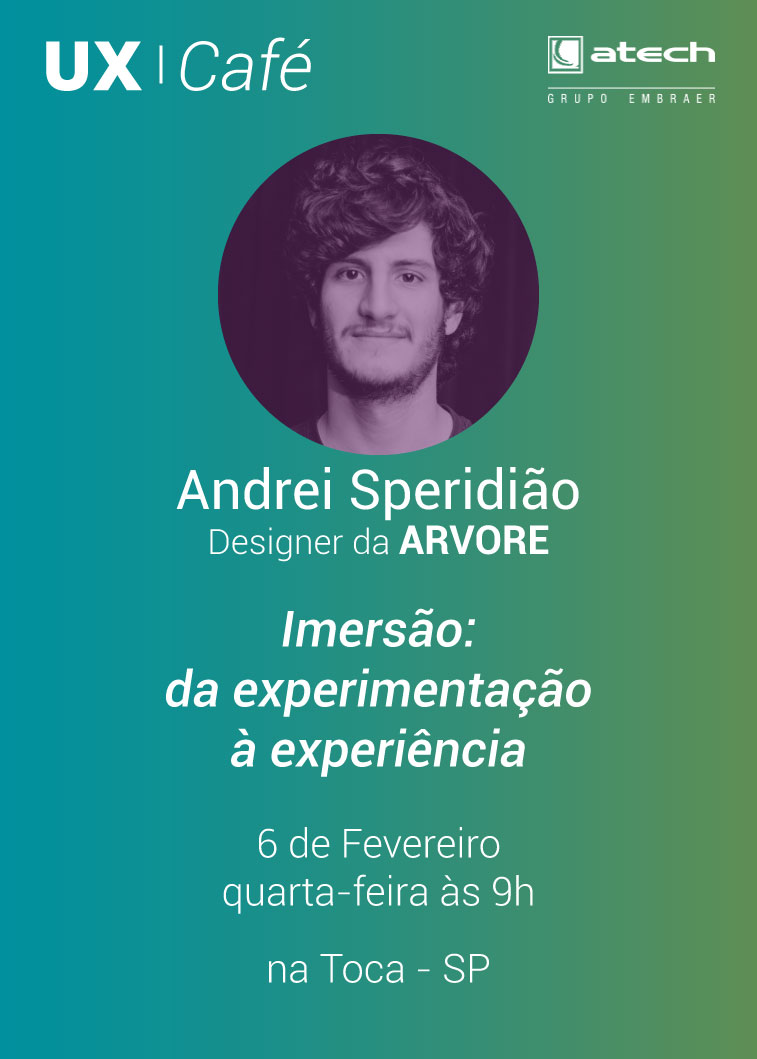 UX | Café
atech
GRUPO EMBRAER
Andrei Speridião
Designer da ARVORE
Imersão:
da experimentação
à experiência
6 de Fevereiro
quarta-feira às 9h
na Toca - SP